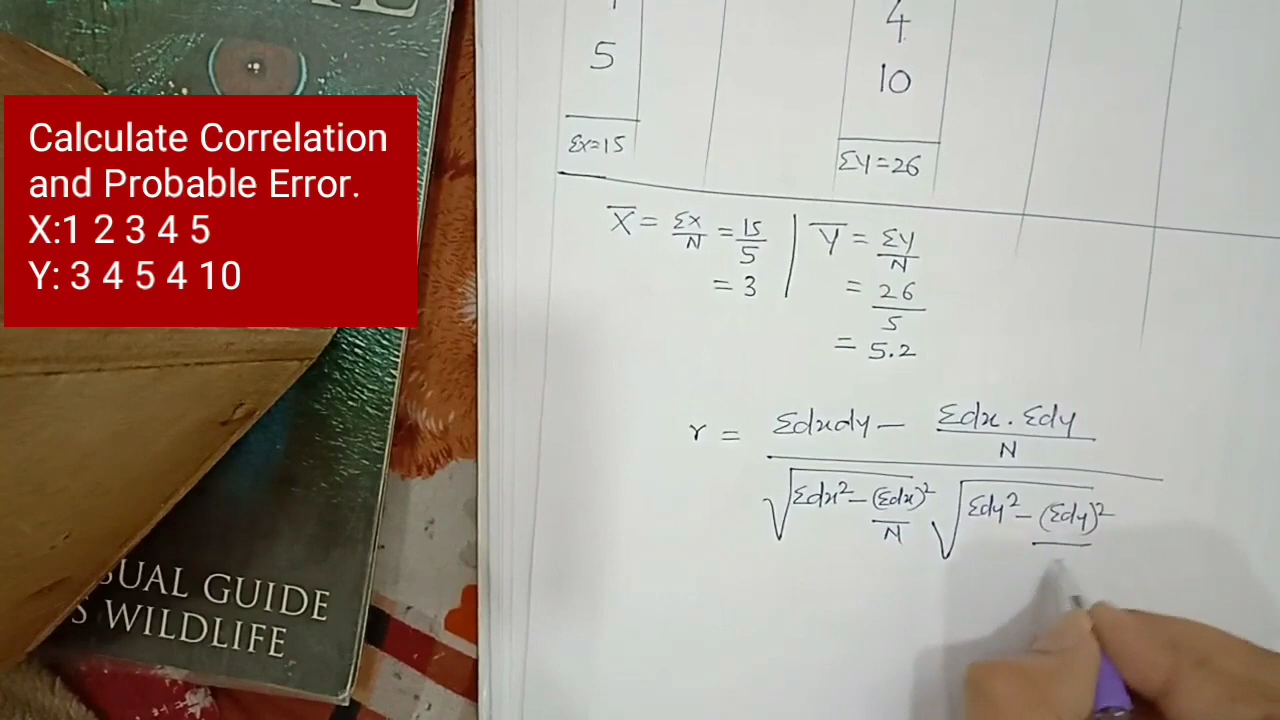 Calculate Correlation
and Probable Error.
X:1 2 3 4 5
Y: 3 4 5 4 10
SUAL GUIDE
S WILDLIFE
4
5
10
Σx=15
ΣY=26
X̅ = Σx/N = 15/5
= 3
Y̅ = ΣY/N
= 26/5
= 5.2
r = (Σdxdy − (Σdx · Σdy)/N) / (√(Σdx² − (Σdx)²/N) √(Σdy² − (Σdy)²